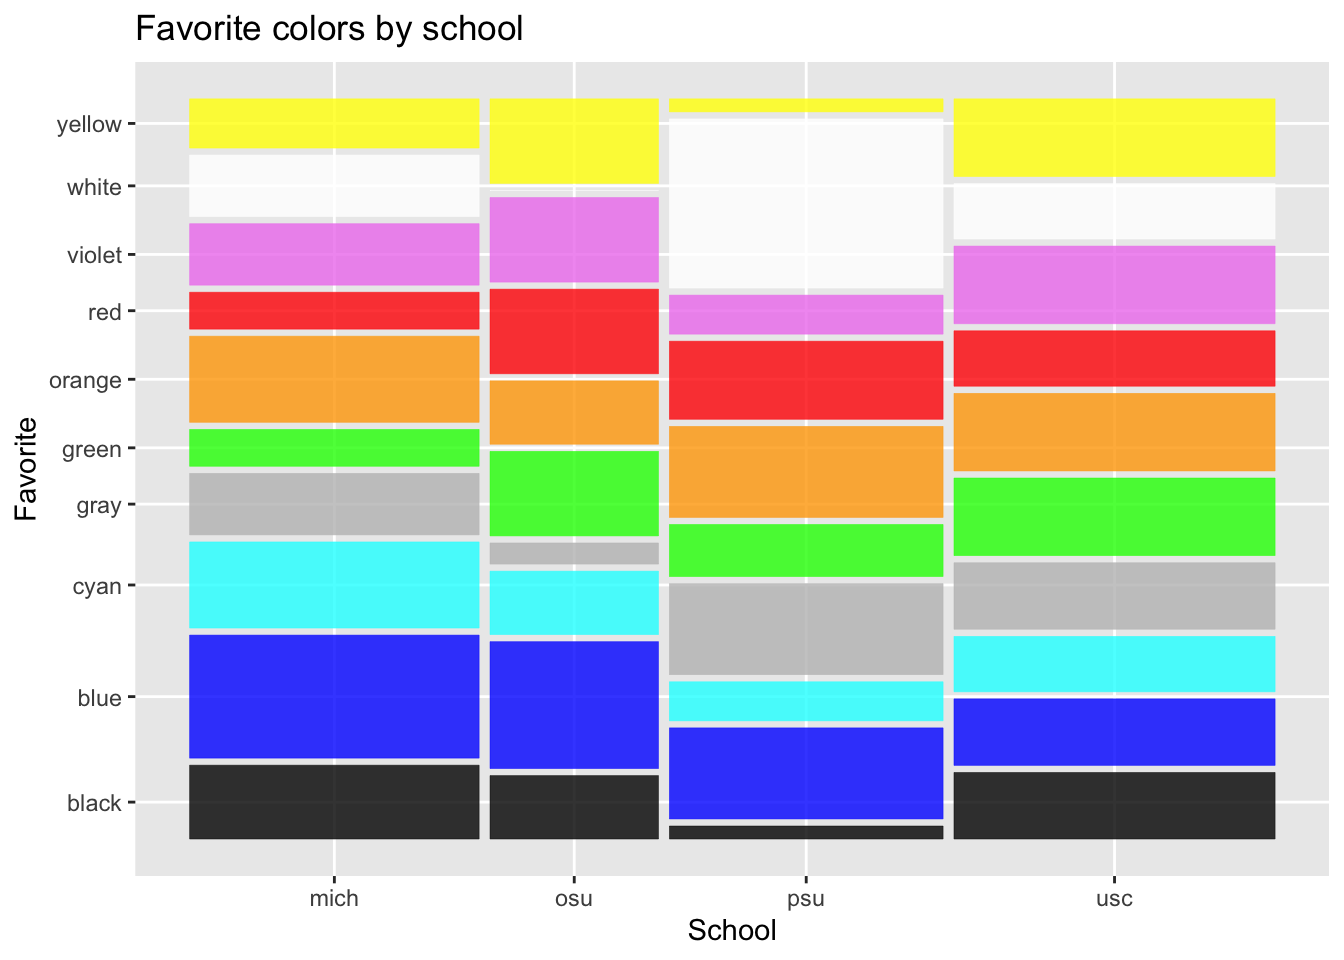 Favorite colors by school
yellow
white
violet
red
orange
green
gray
cyan
blue
black
Favorite
mich osu psu usc
School